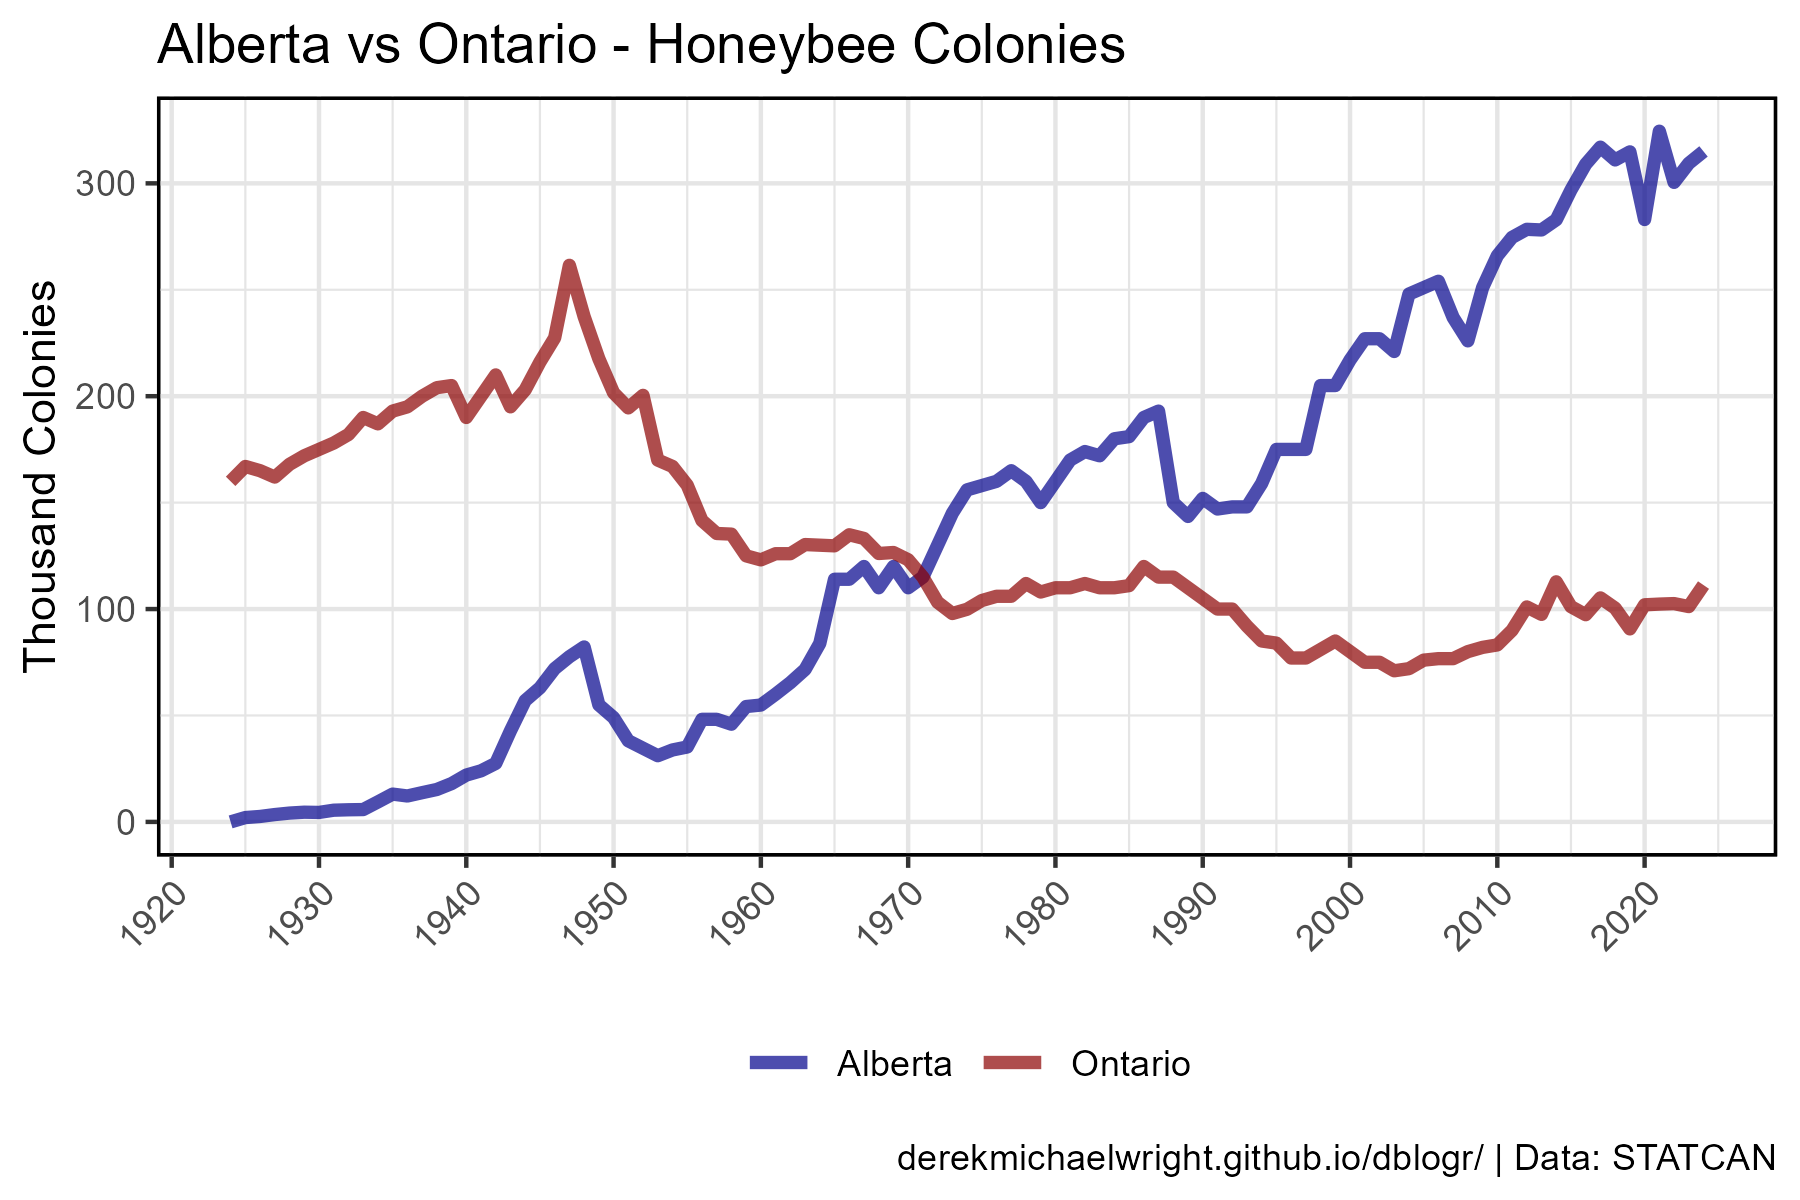 Alberta vs Ontario - Honeybee Colonies
Thousand Colonies
300
200
100
0
1920 1930 1940 1950 1960 1970 1980 1990 2000 2010 2020
Alberta Ontario
derekmichaelwright.github.io/dblogr/ | Data: STATCAN